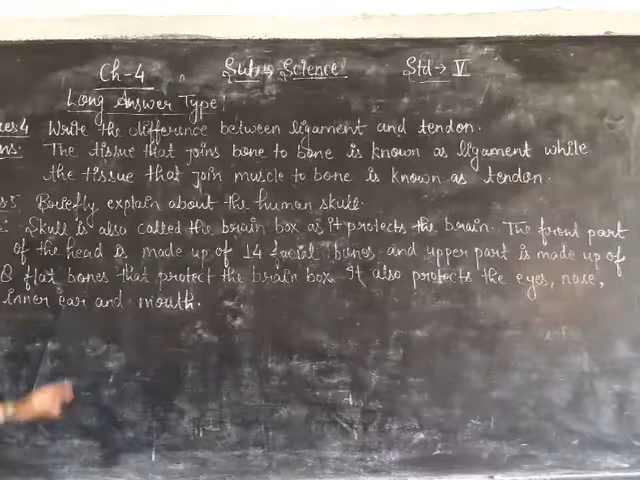 Ch-4 Sub→ Science Std→ V
Long Answer Type:
es.4 Write the difference between ligament and tendon.
ns: The tissue that joins bone to bone is known as ligament while
the tissue that join muscle to bone is known as tendon.
s5 Briefly explain about the human skull.
: Skull is also called the brain box as it protects the brain. The front part
of the head is made up of 14 facial bones and upper part is made up of
8 flat bones that protect the brain box. It also protects the eyes, nose,
inner ear and mouth.